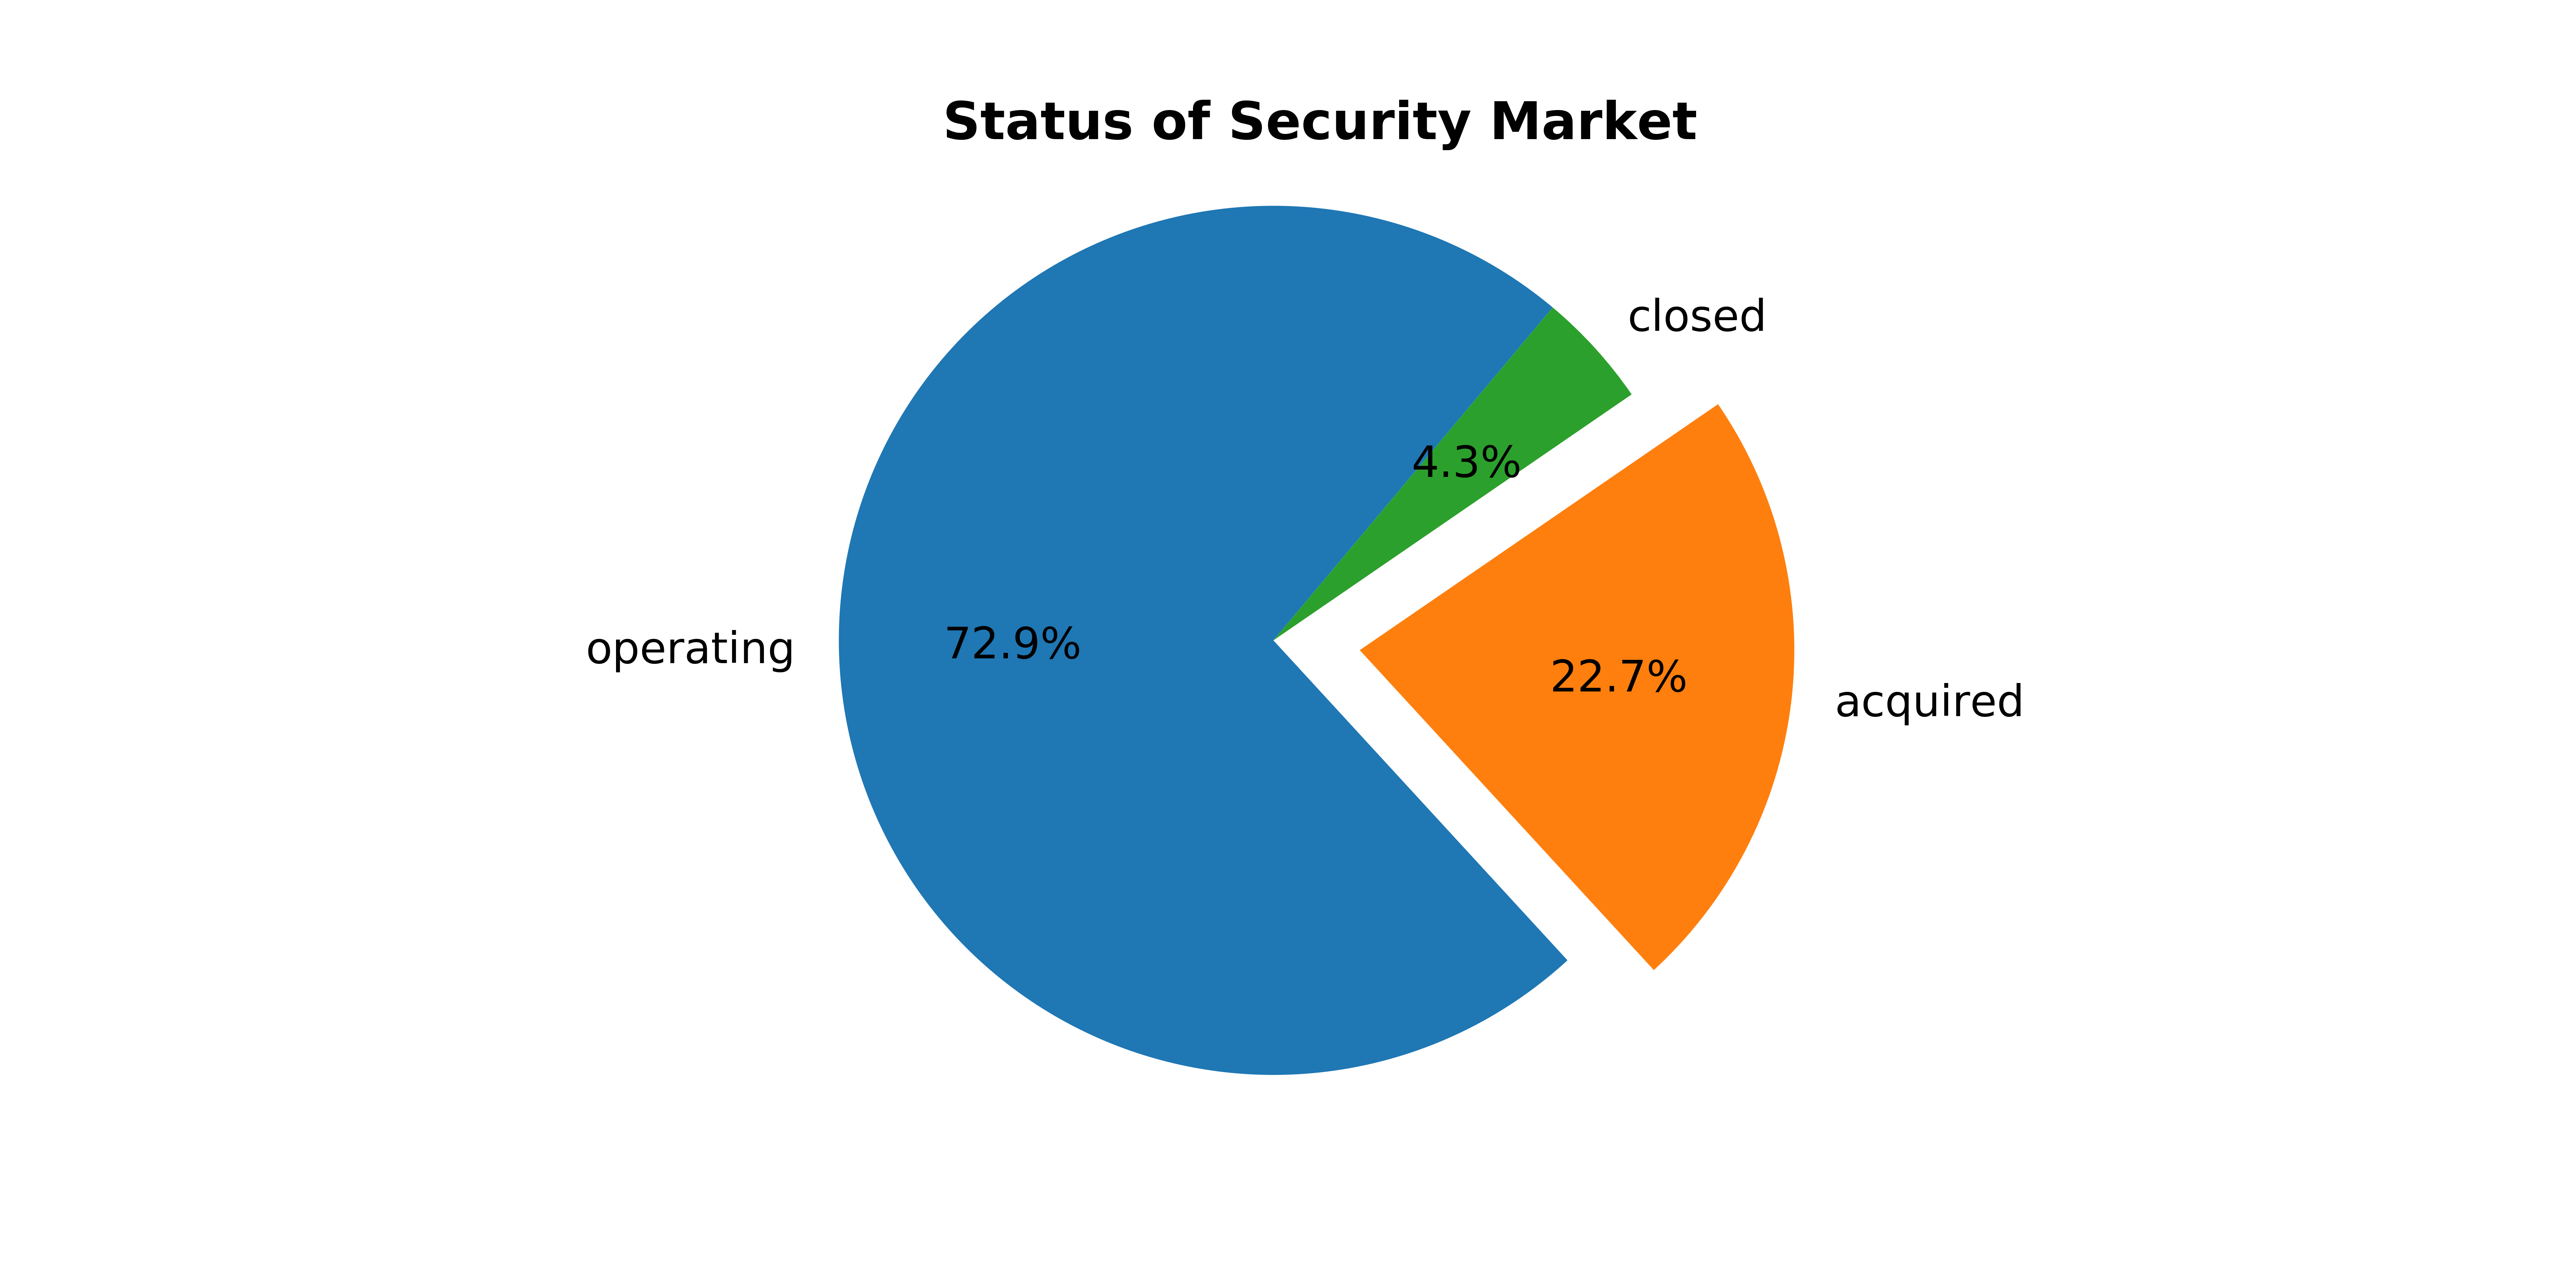 Status of Security Market
closed
4.3%
operating
72.9%
22.7%
acquired